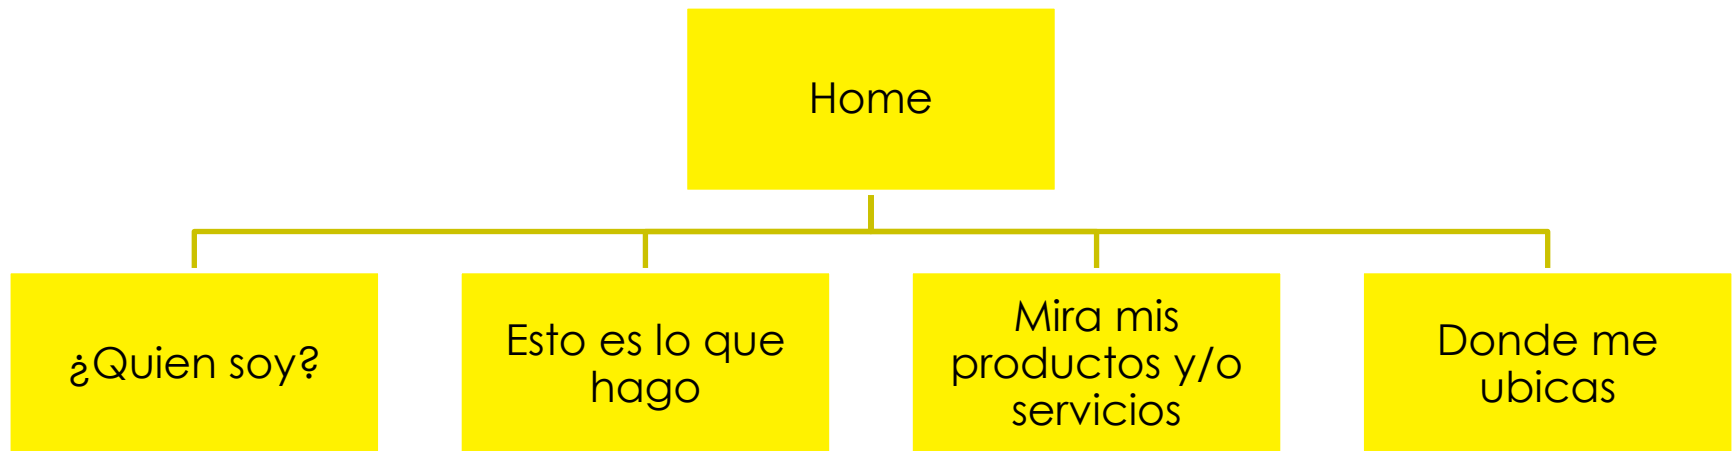 Home
¿Quien soy?
Esto es lo que
hago
Mira mis
productos y/o
servicios
Donde me
ubicas